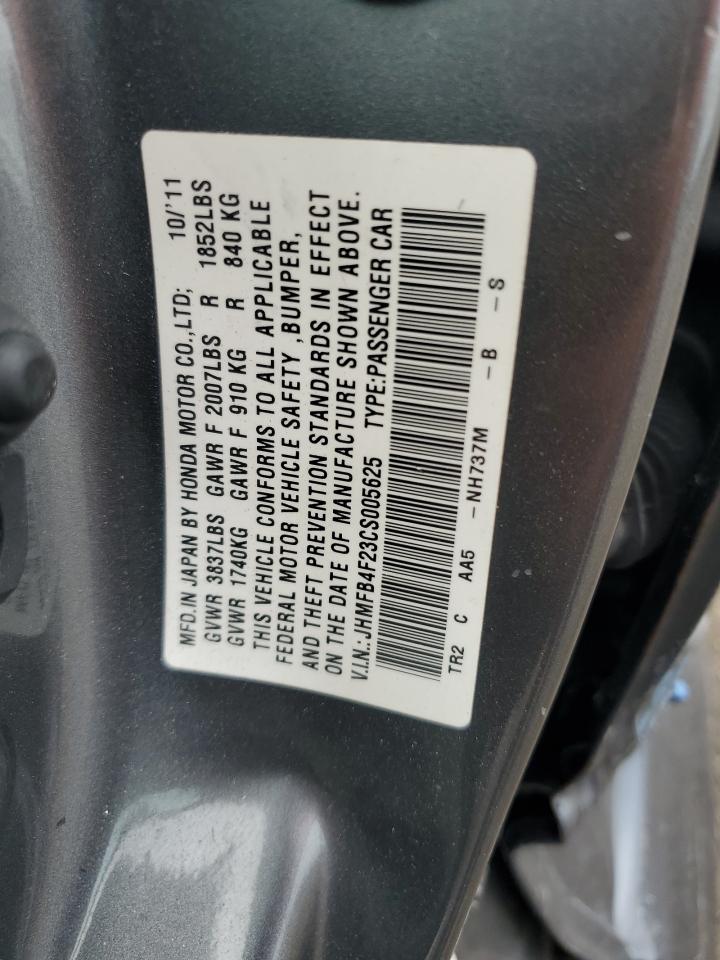 MFD.IN JAPAN BY HONDA MOTOR CO.,LTD; 10/'11
GVWR 3837LBS GAWR F 2007LBS R 1852LBS
GVWR 1740KG GAWR F 910 KG R 840 KG
THIS VEHICLE CONFORMS TO ALL APPLICABLE
FEDERAL MOTOR VEHICLE SAFETY ,BUMPER,
AND THEFT PREVENTION STANDARDS IN EFFECT
ON THE DATE OF MANUFACTURE SHOWN ABOVE.
V.I.N.:JHMFB4F23CS005625 TYPE:PASSENGER CAR
TR2 C AA5 -NH737M -B -S